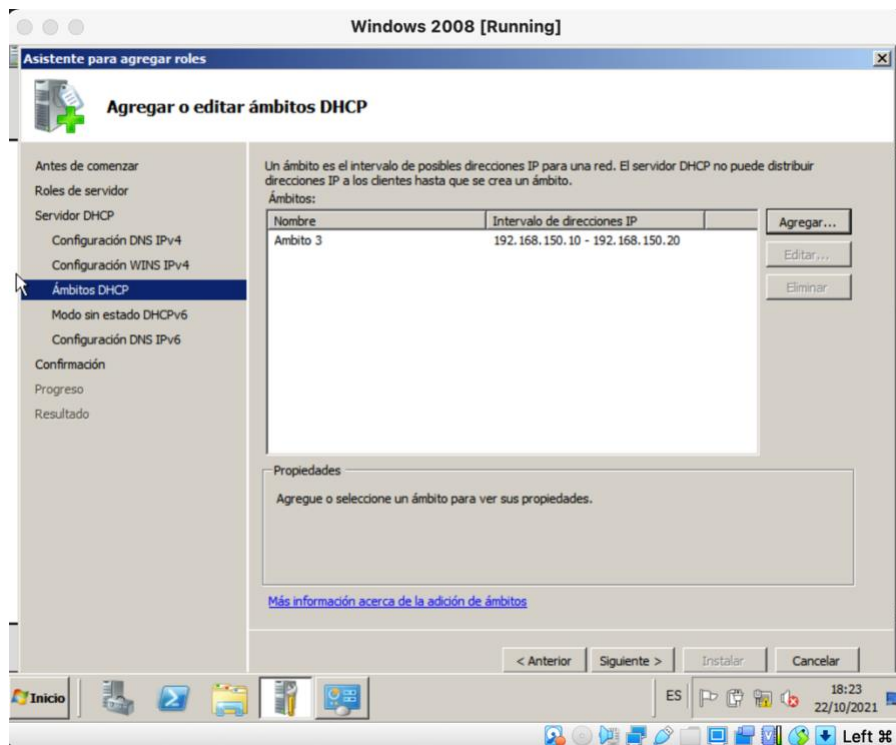 Windows 2008 [Running]
Asistente para agregar roles
Agregar o editar ámbitos DHCP
Antes de comenzar
Roles de servidor
Servidor DHCP
Configuración DNS IPv4
Configuración WINS IPv4
Ámbitos DHCP
Modo sin estado DHCPv6
Configuración DNS IPv6
Confirmación
Progreso
Resultado
Un ámbito es el intervalo de posibles direcciones IP para una red. El servidor DHCP no puede distribuir
direcciones IP a los clientes hasta que se crea un ámbito.
Ámbitos:
Nombre Intervalo de direcciones IP
Ambito 3 192.168.150.10 - 192.168.150.20
Agregar...
Editar...
Eliminar
Propiedades
Agregue o seleccione un ámbito para ver sus propiedades.
Más información acerca de la adición de ámbitos
< Anterior Siguiente > Instalar Cancelar
Inicio ES 18:23
22/10/2021
Left ⌘